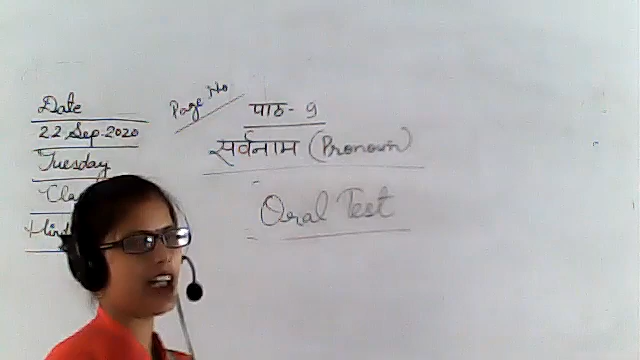 Date
22 Sep. 2020
Tuesday
Page No
पाठ - 9
सर्वनाम (Pronoun)
Oral Test